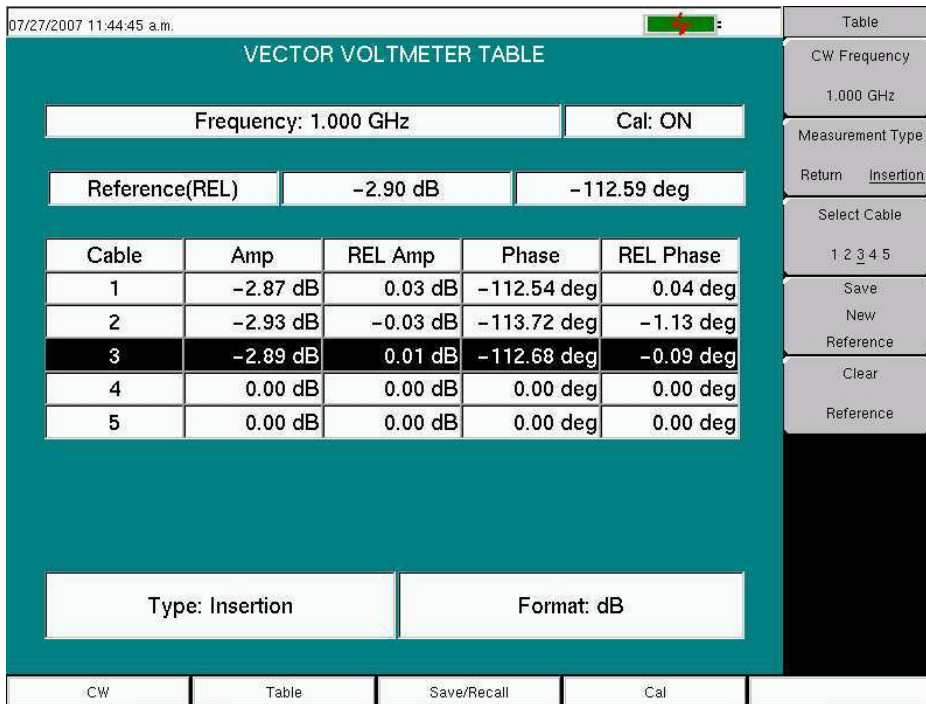 07/27/2007 11:44:45 a.m.
VECTOR VOLTMETER TABLE
Frequency: 1.000 GHz Cal: ON
Reference(REL) −2.90 dB −112.59 deg
Cable Amp REL Amp Phase REL Phase
1 −2.87 dB 0.03 dB −112.54 deg 0.04 deg
2 −2.93 dB −0.03 dB −113.72 deg −1.13 deg
3 −2.89 dB 0.01 dB −112.68 deg −0.09 deg
4 0.00 dB 0.00 dB 0.00 deg 0.00 deg
5 0.00 dB 0.00 dB 0.00 deg 0.00 deg
Type: Insertion Format: dB
Table
CW Frequency
1.000 GHz
Measurement Type
Return Insertion
Select Cable
1 2 3 4 5
Save
New
Reference
Clear
Reference
CW Table Save/Recall Cal